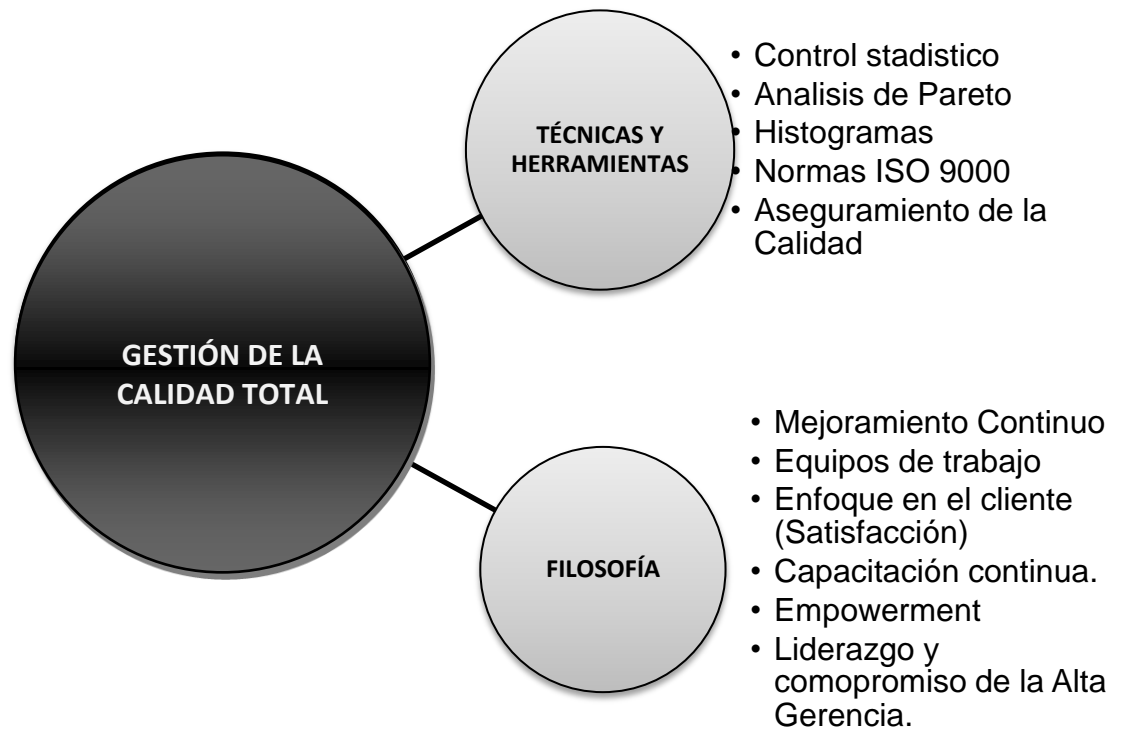 GESTIÓN DE LA
CALIDAD TOTAL
TÉCNICAS Y
HERRAMIENTAS
• Control stadistico
• Analisis de Pareto
• Histogramas
• Normas ISO 9000
• Aseguramiento de la
Calidad
FILOSOFÍA
• Mejoramiento Continuo
• Equipos de trabajo
• Enfoque en el cliente
(Satisfacción)
• Capacitación continua.
• Empowerment
• Liderazgo y
comopromiso de la Alta
Gerencia.